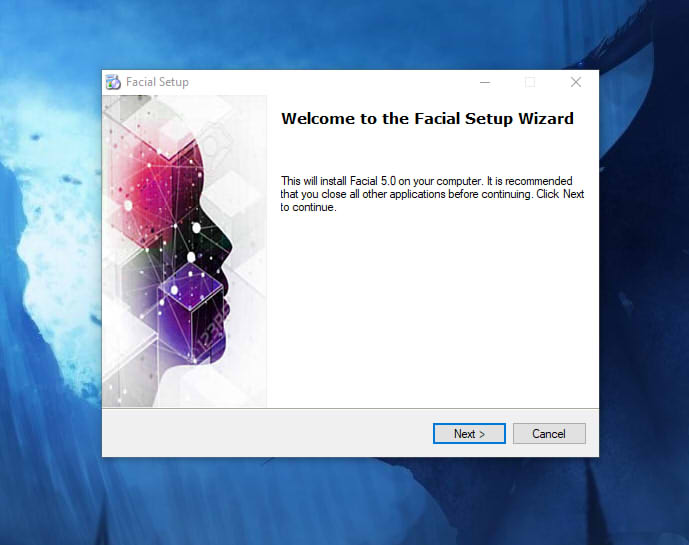 Facial Setup
Welcome to the Facial Setup Wizard
This will install Facial 5.0 on your computer. It is recommended
that you close all other applications before continuing. Click Next
to continue.
Next >
Cancel